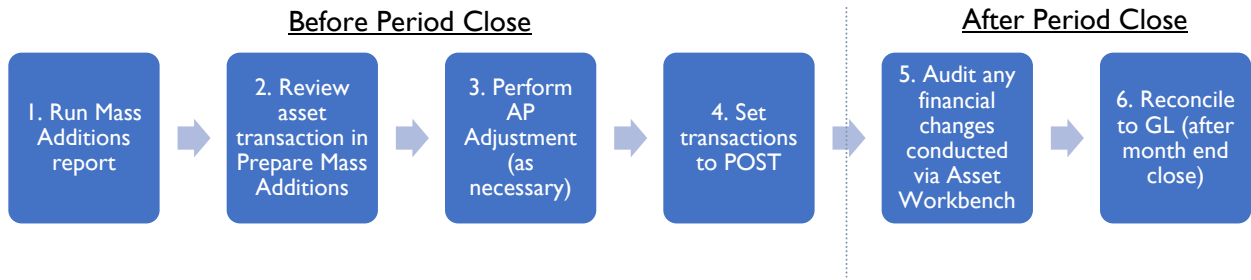 Before Period Close
After Period Close
1. Run Mass
Additions
report
2. Review
asset
transaction in
Prepare Mass
Additions
3. Perform
AP
Adjustment
(as
necessary)
4. Set
transactions
to POST
5. Audit any
financial
changes
conducted
via Asset
Workbench
6. Reconcile
to GL (after
month end
close)